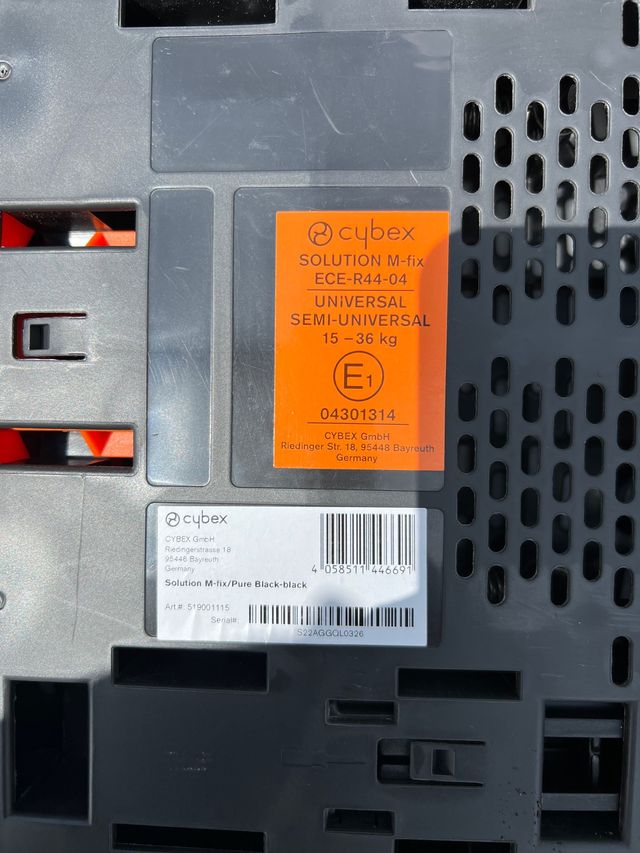 cybex
SOLUTION M-fix
ECE-R44-04
UNIVERSAL
SEMI-UNIVERSAL
15 – 36 kg
E1
04301314
CYBEX GmbH
Riedinger Str. 18, 95448 Bayreuth
Germany
cybex
CYBEX GmbH
Riedingerstrasse 18
95448 Bayreuth
Germany
4 058511 446691
Solution M-fix/Pure Black-black
Art.#: 519001115
Serial#:
S22AGGQL0326